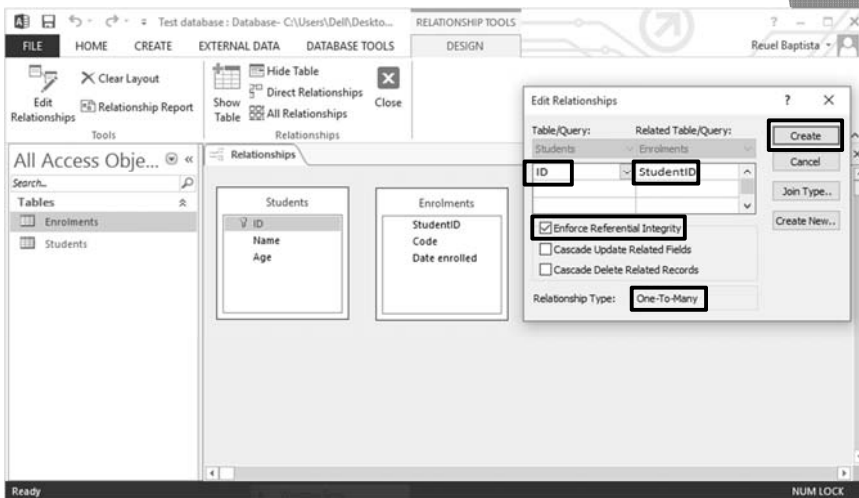 Test database : Database- C:\Users\Dell\Deskto...
RELATIONSHIP TOOLS
?
FILE
HOME
CREATE
EXTERNAL DATA
DATABASE TOOLS
DESIGN
Reuel Baptista
Edit
Relationships
Clear Layout
Relationship Report
Tools
Show
Table
Hide Table
Direct Relationships
All Relationships
Close
Relationships
All Access Obje...
Search...
Tables
Enrolments
Students
Relationships
Students
ID
Name
Age
Enrolments
StudentID
Code
Date enrolled
Edit Relationships
?
Table/Query:
Related Table/Query:
Students
Enrolments
ID
StudentID
Enforce Referential Integrity
Cascade Update Related Fields
Cascade Delete Related Records
Relationship Type:
One-To-Many
Create
Cancel
Join Type..
Create New..
Ready
NUM LOCK